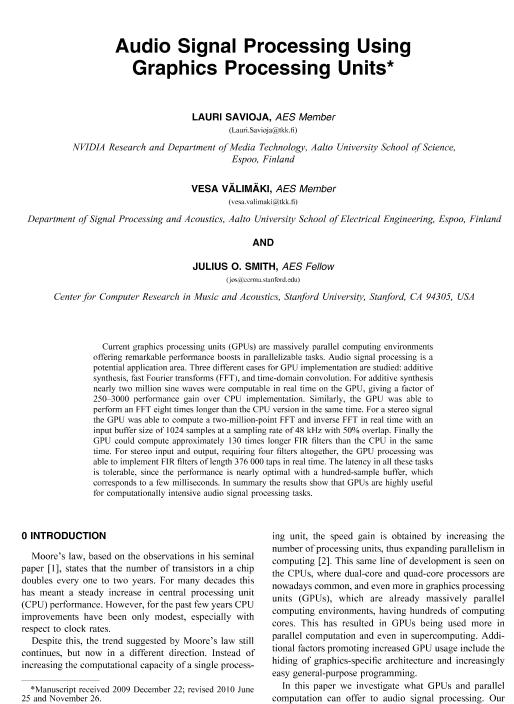 Audio Signal Processing Using
Graphics Processing Units*
LAURI SAVIOJA, AES Member
(Lauri.Savioja@tkk.fi)
NVIDIA Research and Department of Media Technology, Aalto University School of Science,
Espoo, Finland
VESA VÄLIMÄKI, AES Member
(vesa.valimaki@tkk.fi)
Department of Signal Processing and Acoustics, Aalto University School of Electrical Engineering, Espoo, Finland
AND
JULIUS O. SMITH, AES Fellow
(jos@ccrma.stanford.edu)
Center for Computer Research in Music and Acoustics, Stanford University, Stanford, CA 94305, USA
Current graphics processing units (GPUs) are massively parallel computing environments
offering remarkable performance boosts in parallelizable tasks. Audio signal processing is a
potential application area. Three different cases for GPU implementation are studied: additive
synthesis, fast Fourier transforms (FFT), and time-domain convolution. For additive synthesis
nearly two million sine waves were computable in real time on the GPU, giving a factor of
250–3000 performance gain over CPU implementation. Similarly, the GPU was able to
perform an FFT eight times longer than the CPU version in the same time. For a stereo signal
the GPU was able to compute a two-million-point FFT and inverse FFT in real time with an
input buffer size of 1024 samples at a sampling rate of 48 kHz with 50% overlap. Finally the
GPU could compute approximately 130 times longer FIR filters than the CPU in the same
time. For stereo input and output, requiring four filters altogether, the GPU processing was
able to implement FIR filters of length 376 000 taps in real time. The latency in all these tasks
is tolerable, since the performance is nearly optimal with a hundred-sample buffer, which
corresponds to a few milliseconds. In summary the results show that GPUs are highly useful
for computationally intensive audio signal processing tasks.
0 INTRODUCTION
Moore's law, based on the observations in his seminal
paper [1], states that the number of transistors in a chip
doubles every one to two years. For many decades this
has meant a steady increase in central processing unit
(CPU) performance. However, for the past few years CPU
improvements have been only modest, especially with
respect to clock rates.
Despite this, the trend suggested by Moore's law still
continues, but now in a different direction. Instead of
increasing the computational capacity of a single process-
*Manuscript received 2009 December 22; revised 2010 June
25 and November 26.
ing unit, the speed gain is obtained by increasing the
number of processing units, thus expanding parallelism in
computing [2]. This same line of development is seen on
the CPUs, where dual-core and quad-core processors are
nowadays common, and even more in graphics processing
units (GPUs), which are already massively parallel
computing environments, having hundreds of computing
cores. This has resulted in GPUs being used more in
parallel computation and even in supercomputing. Addi-
tional factors promoting increased GPU usage include the
hiding of graphics-specific architecture and increasingly
easy general-purpose programming.
In this paper we investigate what GPUs and parallel
computation can offer to audio signal processing. Our